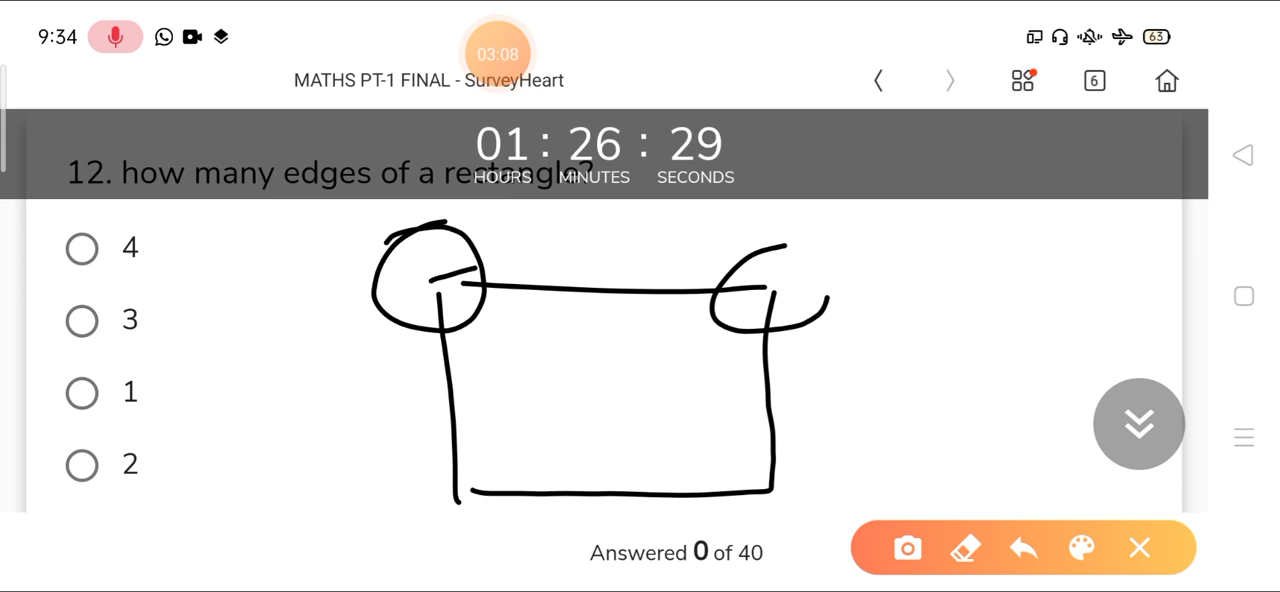 9:34
63
03:08
MATHS PT-1 FINAL - SurveyHeart
6
01 : 26 : 29
HOURS MINUTES SECONDS
12. how many edges of a rectangle?
4
3
1
2
Answered 0 of 40